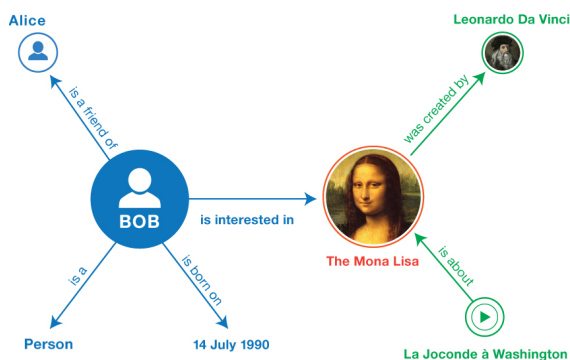 Alice
Leonardo Da Vinci
is a friend of
was created by
BOB
is interested in
The Mona Lisa
is a
is born on
is about
Person
14 July 1990
La Joconde à Washington